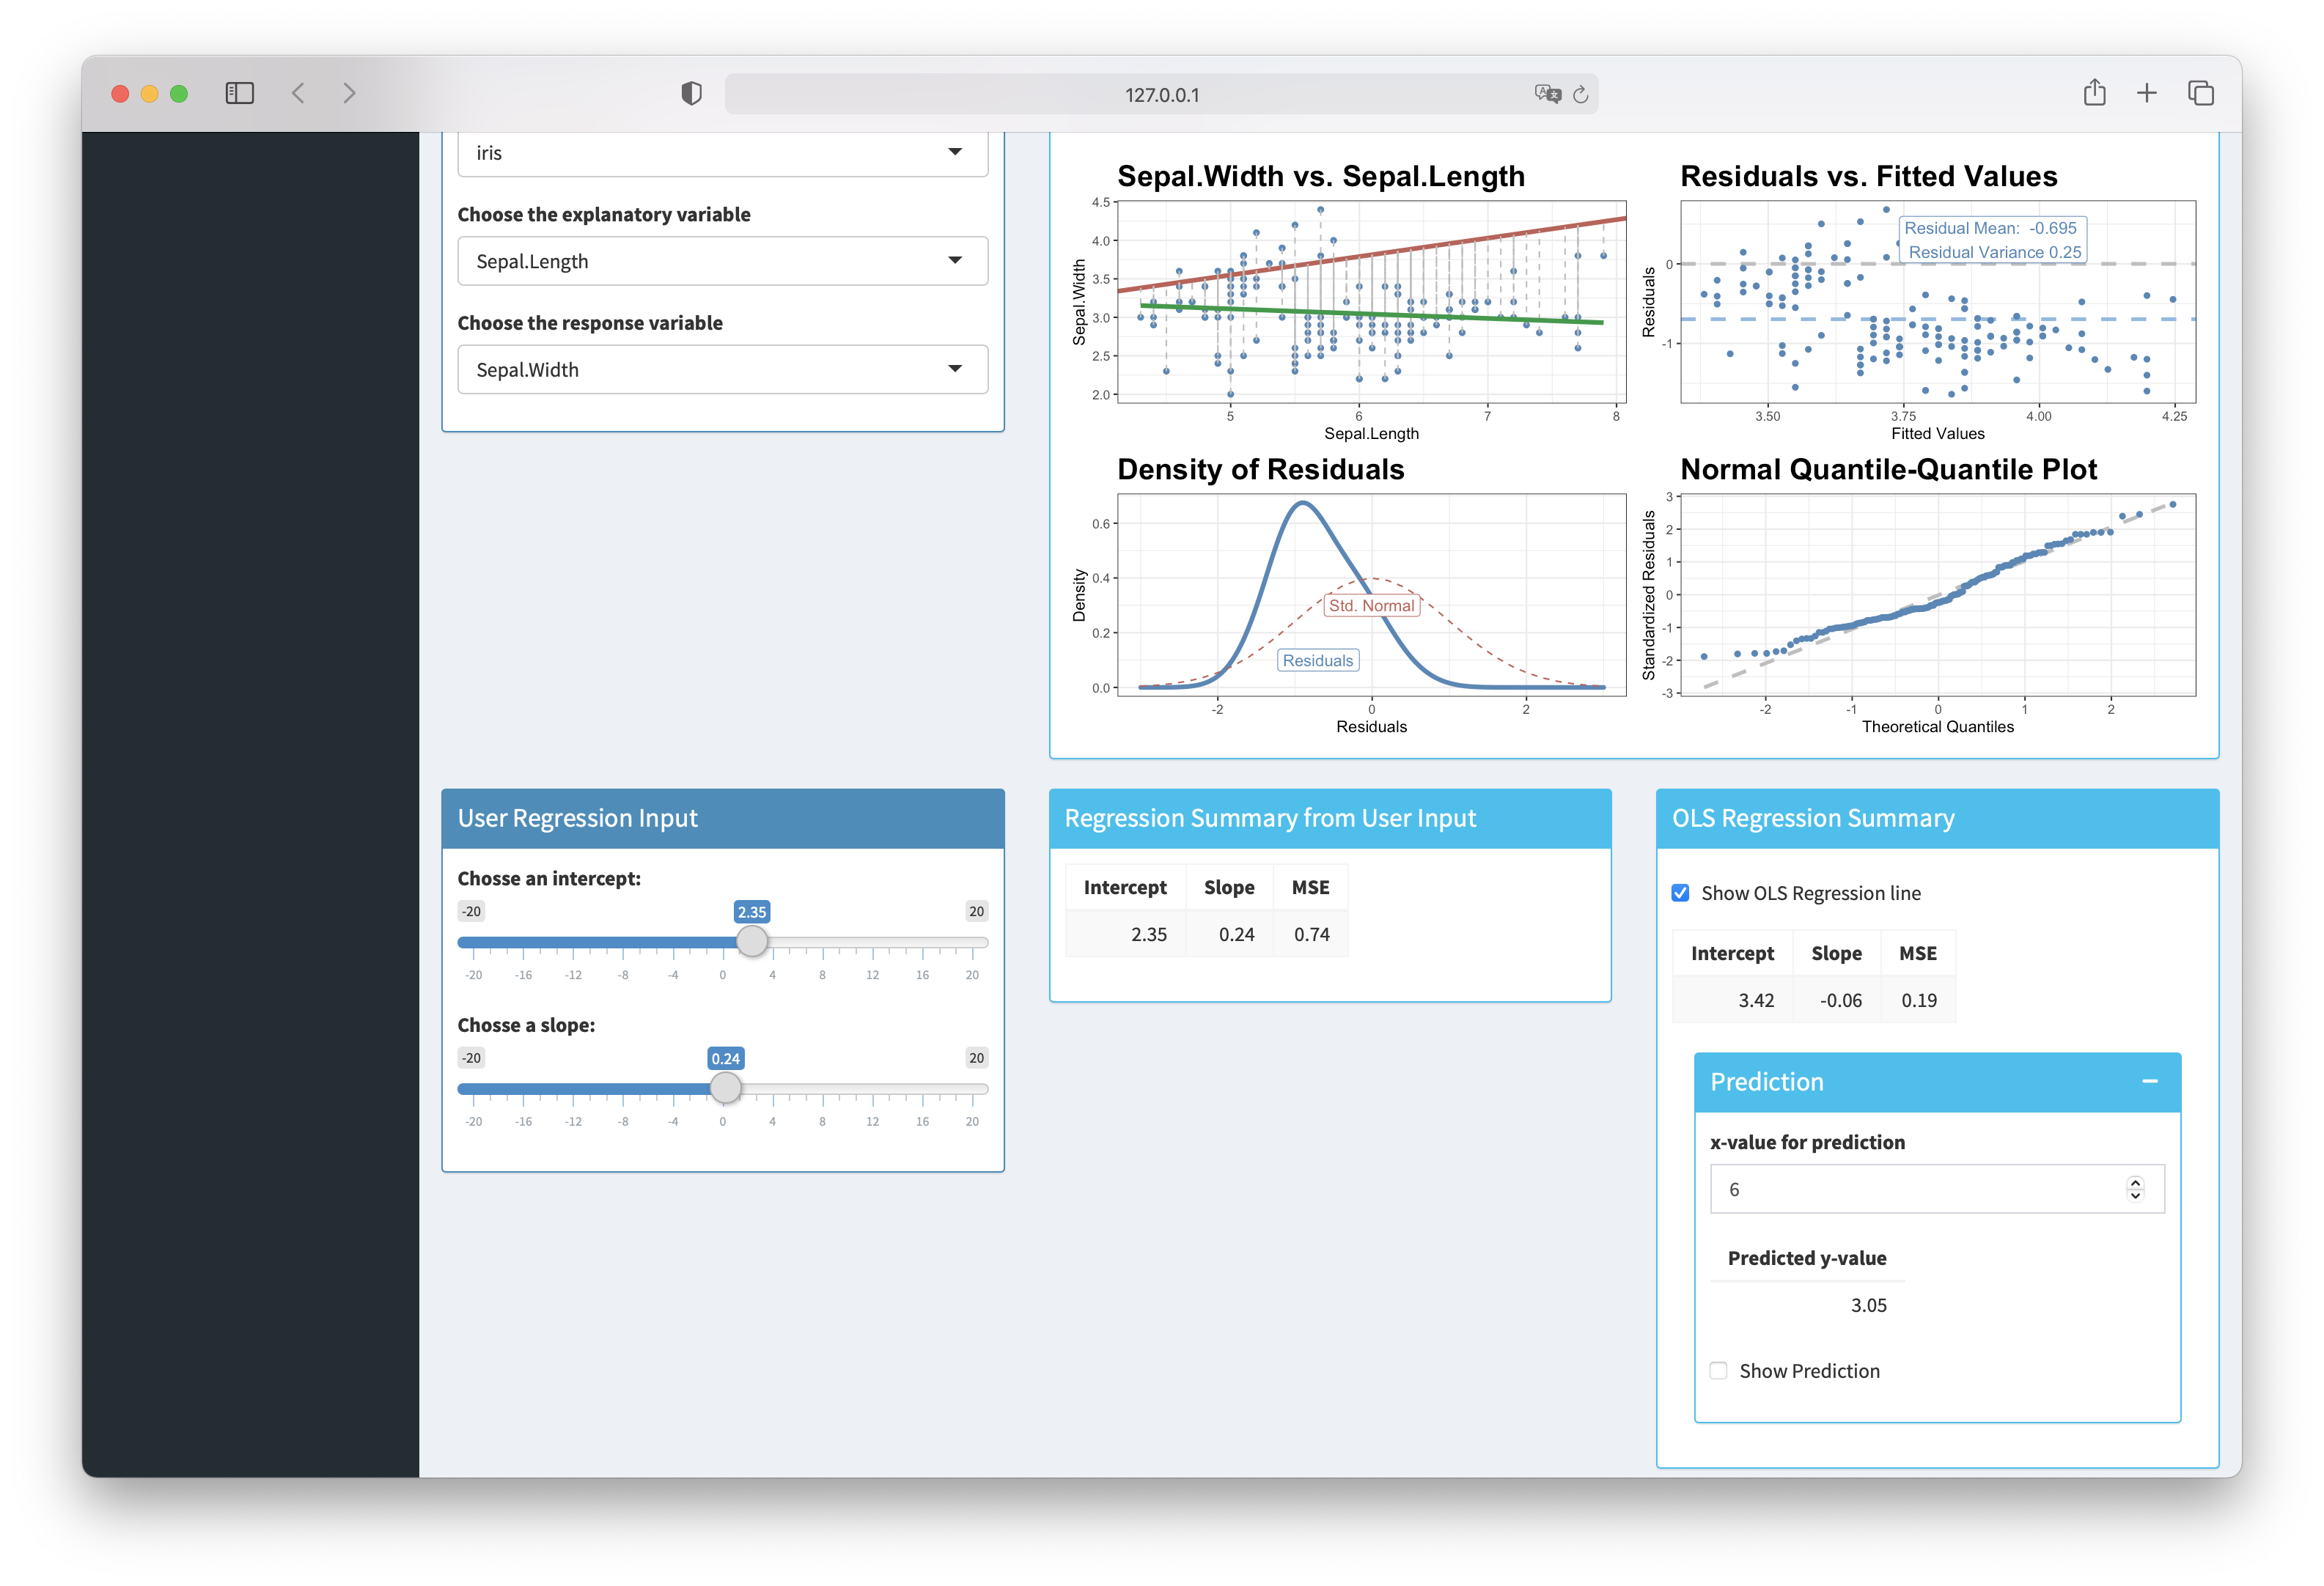 127.0.0.1
iris
Choose the explanatory variable
Sepal.Length
Choose the response variable
Sepal.Width
Sepal.Width vs. Sepal.Length
4.5
4.0
3.5
3.0
2.5
2.0
Sepal.Width
5 6 7 8
Sepal.Length
Residuals vs. Fitted Values
Residual Mean: -0.695
Residual Variance 0.25
0
-1
Residuals
3.50 3.75 4.00 4.25
Fitted Values
Density of Residuals
0.6
0.4
0.2
0.0
Density
Std. Normal
Residuals
-2 0 2
Residuals
Normal Quantile-Quantile Plot
3
2
1
0
-1
-2
-3
Standardized Residuals
-2 -1 0 1 2
Theoretical Quantiles
User Regression Input
Chosse an intercept:
-20 2.35 20
-20 -16 -12 -8 -4 0 4 8 12 16 20
Chosse a slope:
-20 0.24 20
-20 -16 -12 -8 -4 0 4 8 12 16 20
Regression Summary from User Input
Intercept Slope MSE
2.35 0.24 0.74
OLS Regression Summary
Show OLS Regression line
Intercept Slope MSE
3.42 -0.06 0.19
Prediction
x-value for prediction
6
Predicted y-value
3.05
Show Prediction